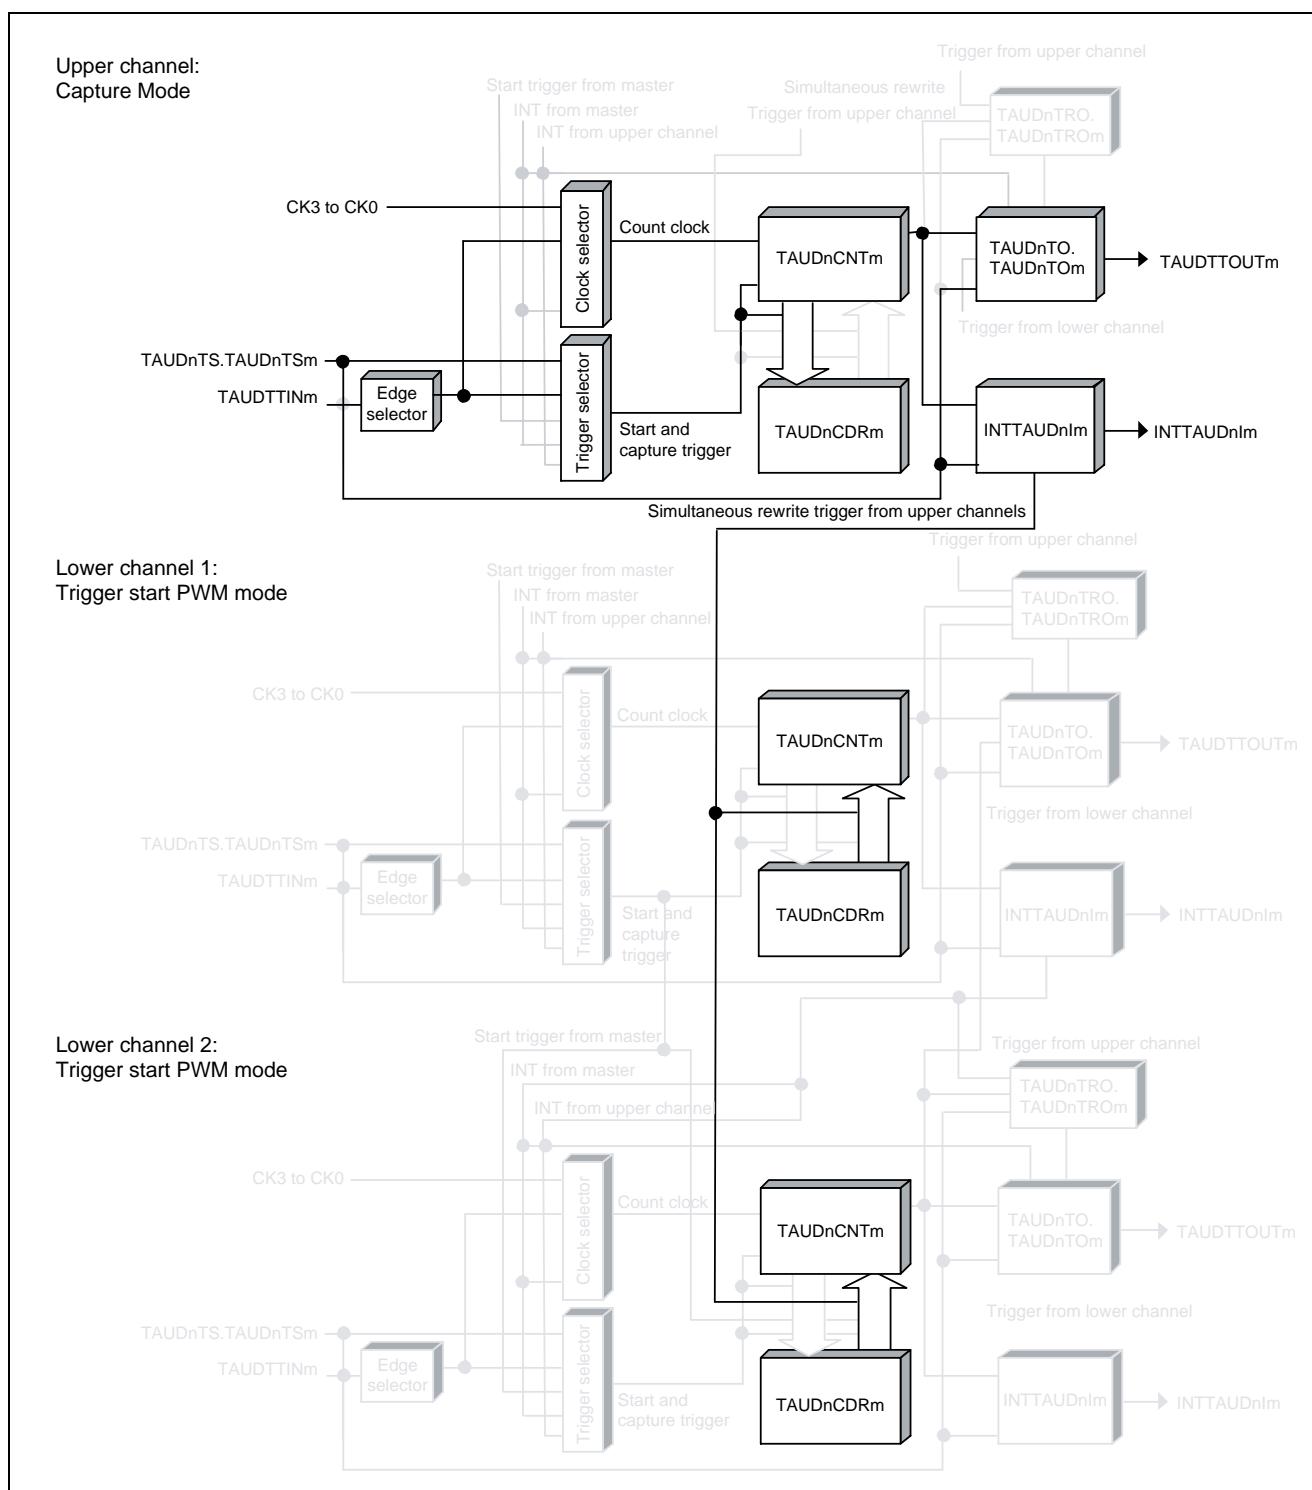 Upper channel:
Capture Mode
Trigger from upper channel
Start trigger from master
Simultaneous rewrite
INT from master
Trigger from upper channel
INT from upper channel
TAUDnTRO.
TAUDnTROm
CK3 to CK0
Clock selector
Count clock
TAUDnCNTm
TAUDnTO.
TAUDnTOm
TAUDTTOUTm
Trigger from lower channel
TAUDnTS.TAUDnTSm
TAUDTTINm
Edge
selector
Trigger selector
Start and
capture trigger
TAUDnCDRm
INTTAUDnIm
INTTAUDnIm
Simultaneous rewrite trigger from upper channels
Lower channel 1:
Trigger start PWM mode
Trigger from upper channel
Start trigger from master
INT from master
INT from upper channel
TAUDnTRO.
TAUDnTROm
CK3 to CK0
Clock selector
Count clock
TAUDnCNTm
TAUDnTO.
TAUDnTOm
TAUDTTOUTm
Trigger from lower channel
TAUDnTS.TAUDnTSm
TAUDTTINm
Edge
selector
Trigger selector
Start and
capture
trigger
TAUDnCDRm
INTTAUDnIm
INTTAUDnIm
Lower channel 2:
Trigger start PWM mode
Start trigger from master
Trigger from upper channel
INT from master
INT from upper channel
TAUDnTRO.
TAUDnTROm
CK3 to CK0
Clock selector
Count clock
TAUDnCNTm
TAUDnTO.
TAUDnTOm
TAUDTTOUTm
Trigger from lower channel
TAUDnTS.TAUDnTSm
TAUDTTINm
Edge
selector
Trigger selector
Start and
capture trigger
TAUDnCDRm
INTTAUDnIm
INTTAUDnIm